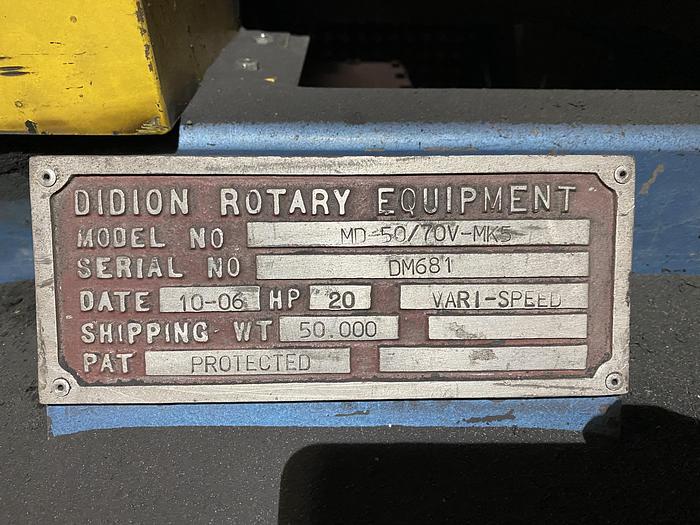 DIDION ROTARY EQUIPMENT
MODEL NO MD-50/70V-MK5
SERIAL NO DM681
DATE 10-06 HP 20 VARI-SPEED
SHIPPING WT 50.000
PAT PROTECTED